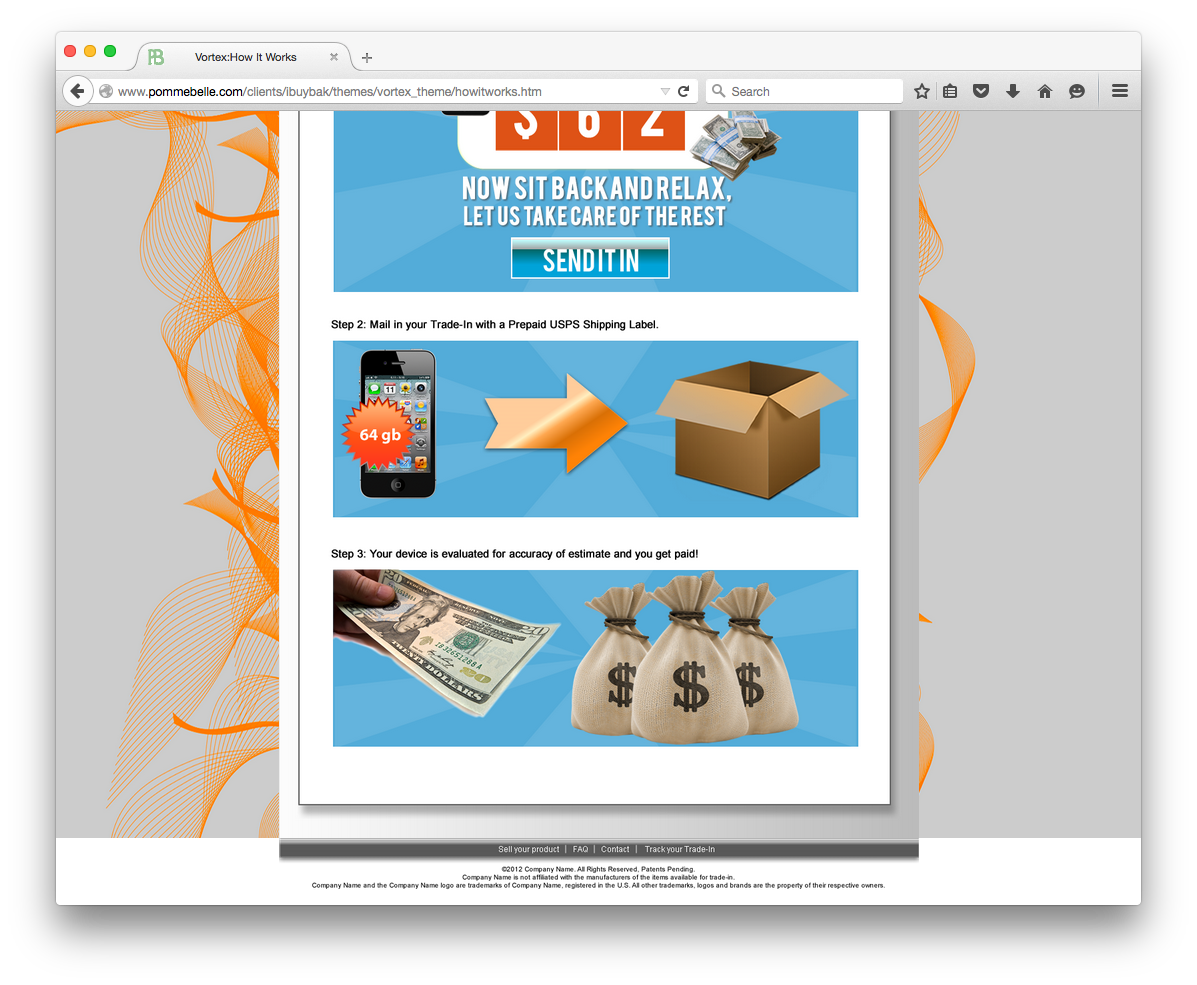 Vortex:How It Works
www.pommebelle.com/clients/ibuybak/themes/vortex_theme/howitworks.htm
Search
$ 62
NOW SIT BACK AND RELAX,
LET US TAKE CARE OF THE REST
SEND IT IN
Step 2: Mail in your Trade-In with a Prepaid USPS Shipping Label.
11
64 gb
Step 3: Your device is evaluated for accuracy of estimate and you get paid!
20
TWENTY DOLLARS
20
$ $ $
Sell your product | FAQ | Contact | Track your Trade-In
©2012 Company Name. All Rights Reserved, Patents Pending.
Company Name is not affiliated with the manufacturers of the items available for trade-in.
Company Name and the Company Name logo are trademarks of Company Name, registered in the U.S. All other trademarks, logos and brands are the property of their respective owners.